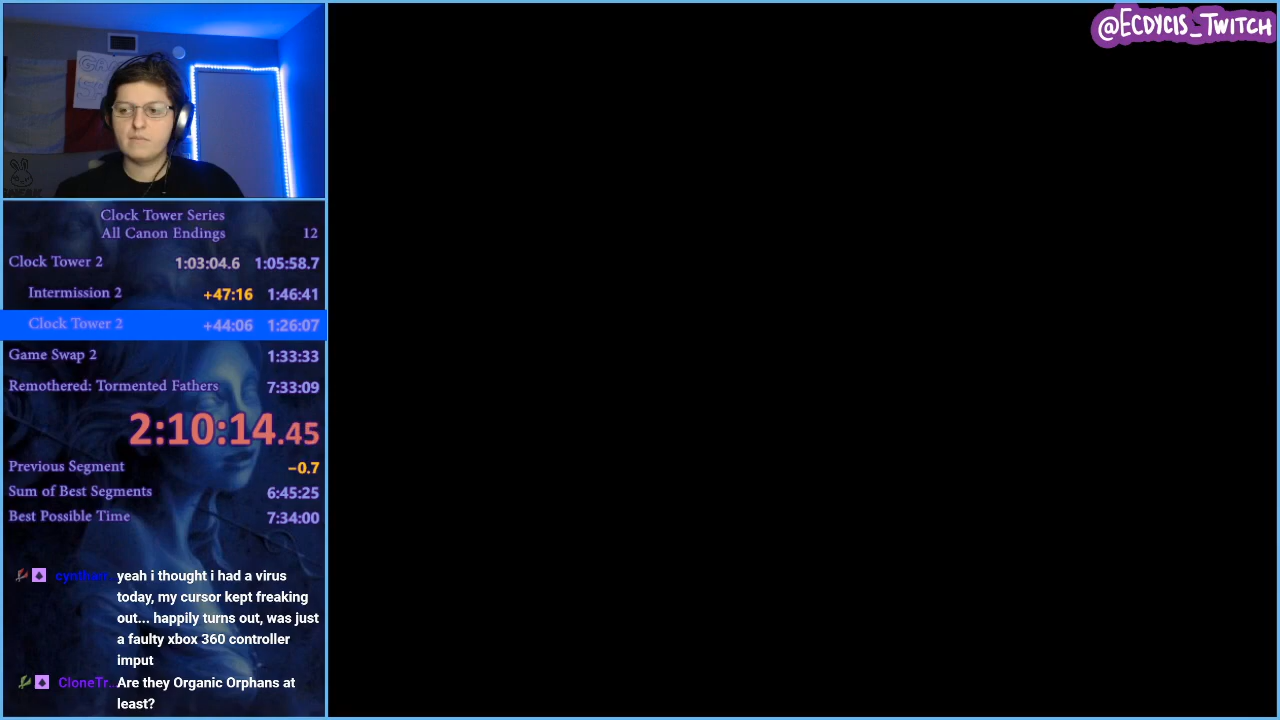 @ECDYCIS_TWITCH
Clock Tower Series
All Canon Endings 12
Clock Tower 2 1:03:04.6 1:05:58.7
Intermission 2 +47:16 1:46:41
Clock Tower 2 +44:06 1:26:07
Game Swap 2 1:33:33
Remothered: Tormented Fathers 7:33:09
2:10:14.45
Previous Segment −0.7
Sum of Best Segments 6:45:25
Best Possible Time 7:34:00
yeah i thought i had a virus
today, my cursor kept freaking
out... happily turns out, was just
a faulty xbox 360 controller
imput
CloneTr... Are they Organic Orphans at
least?